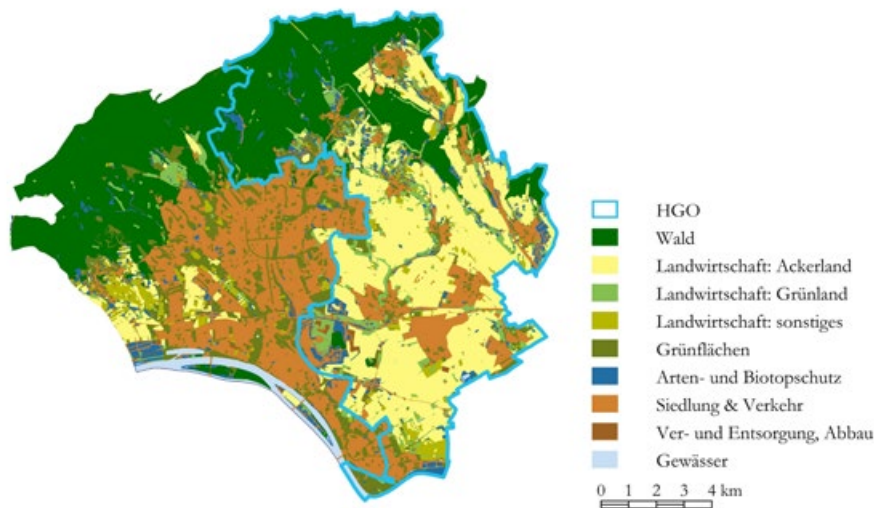 HGO
Wald
Landwirtschaft: Ackerland
Landwirtschaft: Grünland
Landwirtschaft: sonstiges
Grünflächen
Arten- und Biotopschutz
Siedlung & Verkehr
Ver- und Entsorgung, Abbau
Gewässer
0 1 2 3 4 km